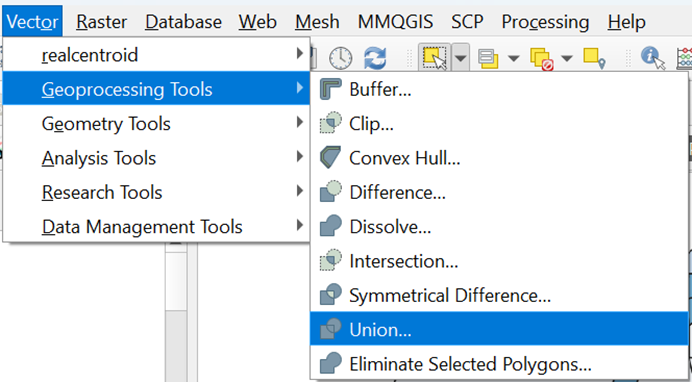 Vector Raster Database Web Mesh MMQGIS SCP Processing Help
realcentroid
Geoprocessing Tools
Geometry Tools
Analysis Tools
Research Tools
Data Management Tools
Buffer...
Clip...
Convex Hull...
Difference...
Dissolve...
Intersection...
Symmetrical Difference...
Union...
Eliminate Selected Polygons...